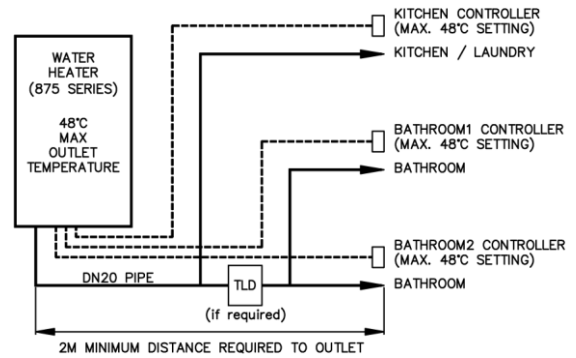 KITCHEN CONTROLLER
(MAX. 48°C SETTING)
KITCHEN / LAUNDRY
WATER
HEATER
(875 SERIES)
48°C
MAX
OUTLET
TEMPERATURE
BATHROOM1 CONTROLLER
(MAX. 48°C SETTING)
BATHROOM
BATHROOM2 CONTROLLER
(MAX. 48°C SETTING)
DN20 PIPE
TLD
BATHROOM
(if required)
2M MINIMUM DISTANCE REQUIRED TO OUTLET